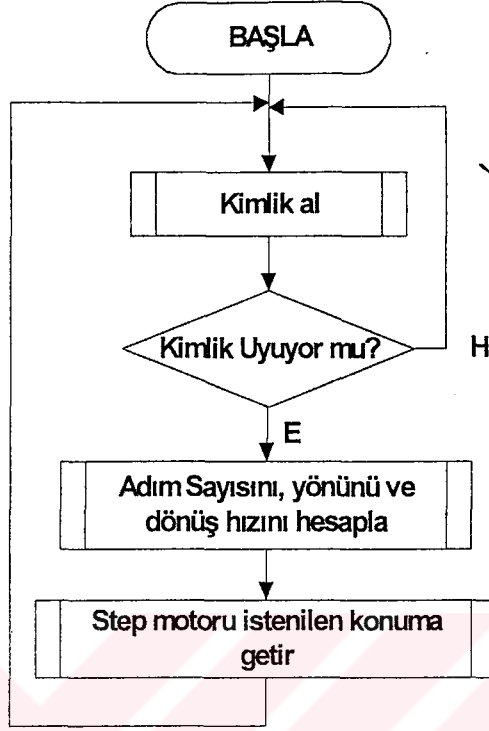 BAŞLA
Kimlik al
Kimlik Uyuyor mu?
H
E
Adım Sayısını, yönünü ve
dönüş hızını hesapla
Step motoru istenilen konuma
getir